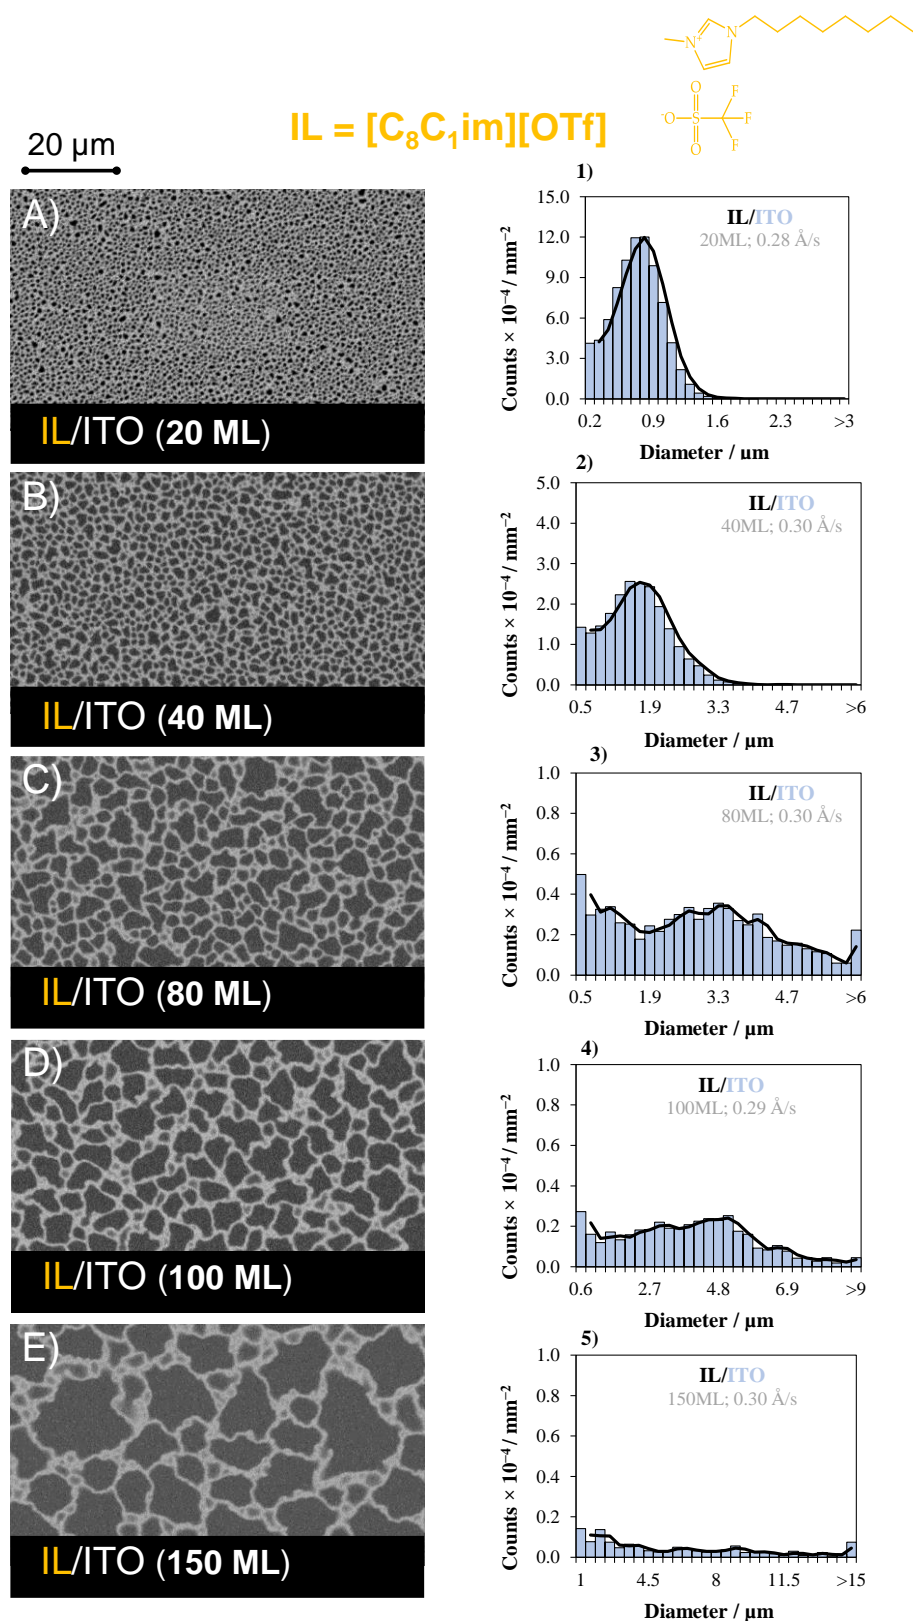 N
N⁺
O
F
⁻O
S
F
O
F
IL = [C₈C₁im][OTf]
20 µm
A)
IL/ITO (20 ML)
1)
15.0
12.0
9.0
6.0
3.0
0.0
Counts × 10⁻⁴ / mm⁻²
IL/ITO
20ML; 0.28 Å/s
0.2 0.9 1.6 2.3 >3
Diameter / µm
B)
IL/ITO (40 ML)
2)
5.0
4.0
3.0
2.0
1.0
0.0
Counts × 10⁻⁴ / mm⁻²
IL/ITO
40ML; 0.30 Å/s
0.5 1.9 3.3 4.7 >6
Diameter / µm
C)
IL/ITO (80 ML)
3)
1.0
0.8
0.6
0.4
0.2
0.0
Counts × 10⁻⁴ / mm⁻²
IL/ITO
80ML; 0.30 Å/s
0.5 1.9 3.3 4.7 >6
Diameter / µm
D)
IL/ITO (100 ML)
4)
1.0
0.8
0.6
0.4
0.2
0.0
Counts × 10⁻⁴ / mm⁻²
IL/ITO
100ML; 0.29 Å/s
0.6 2.7 4.8 6.9 >9
Diameter / µm
E)
IL/ITO (150 ML)
5)
1.0
0.8
0.6
0.4
0.2
0.0
Counts × 10⁻⁴ / mm⁻²
IL/ITO
150ML; 0.30 Å/s
1 4.5 8 11.5 >15
Diameter / µm